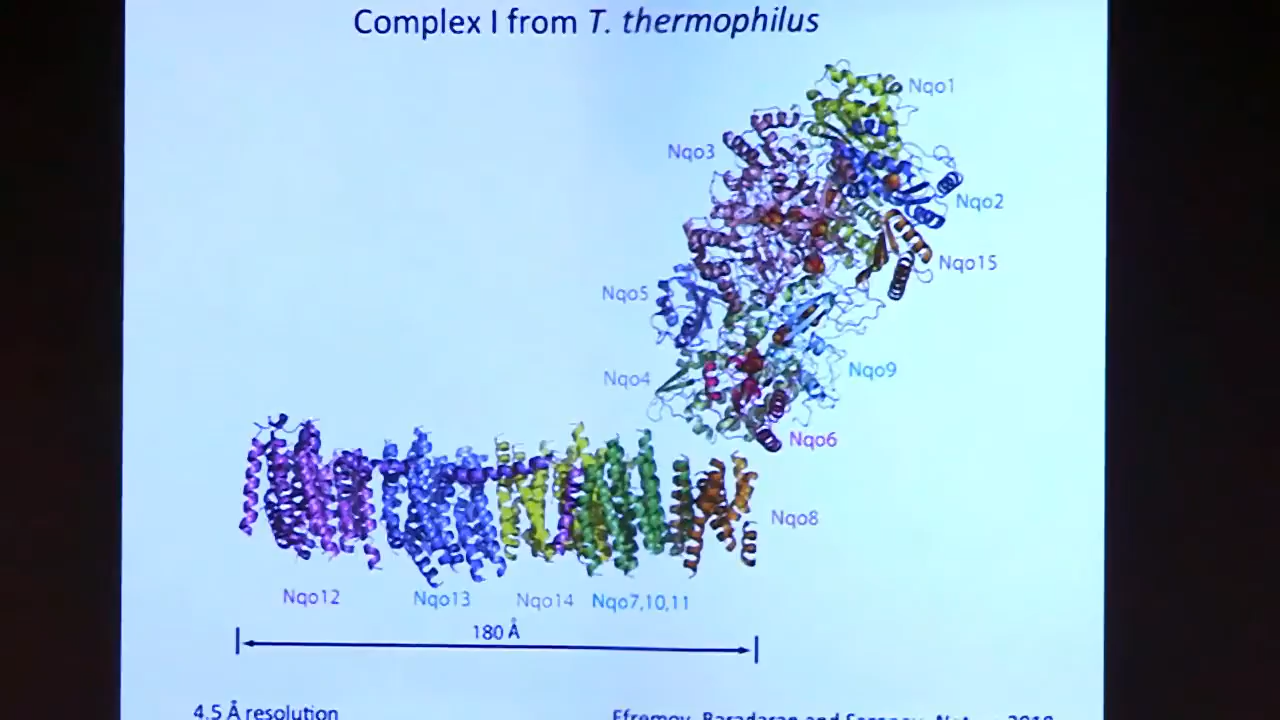 Complex I from T. thermophilus
Nqo1
Nqo3
Nqo2
Nqo15
Nqo5
Nqo9
Nqo4
Nqo6
Nqo8
Nqo12 Nqo13 Nqo14 Nqo7,10,11
180 Å
4.5 Å resolution
Efremov, Baradaran and Sazanov, Nature 2010